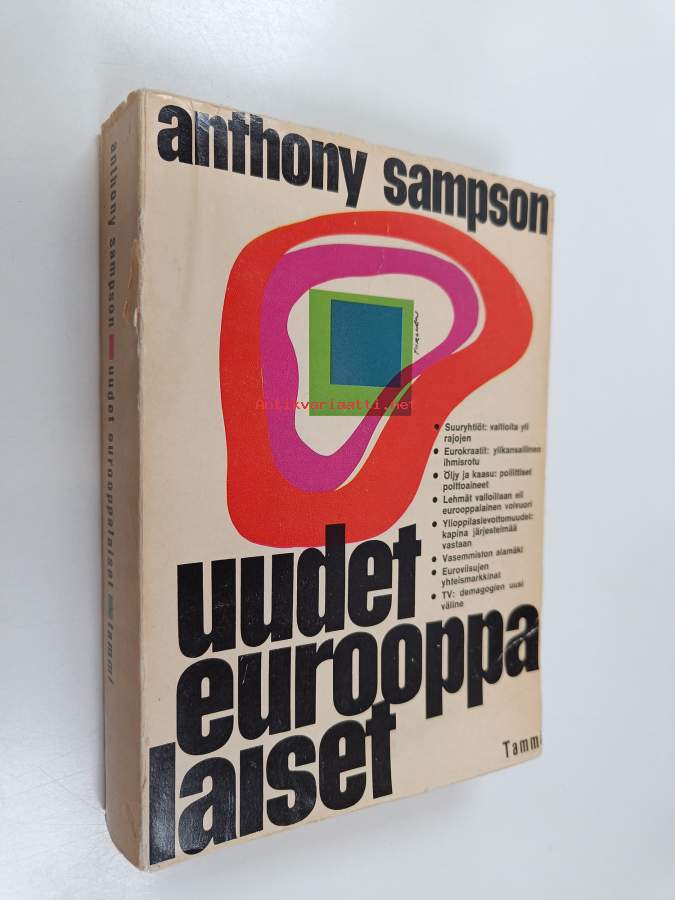 anthony sampson
Antikvariaatti.net
• Suuryhtiöt: valtioita yli
rajojen
• Eurokraatit: ylikansallinen
ihmisrotu
• Öljy ja kaasu: poliittiset
polttoaineet
• Lehmät valloillaan eli
eurooppalainen voivuori
• Ylioppilaslevottomuudet:
kapina järjestelmää
vastaan
• Vasemmiston alamäki
• Euroviisujen
yhteismarkkinat
• TV: demagogien uusi
väline
uudet
eurooppa
laiset
Tammi
anthony sampson uudet eurooppalaiset tammi